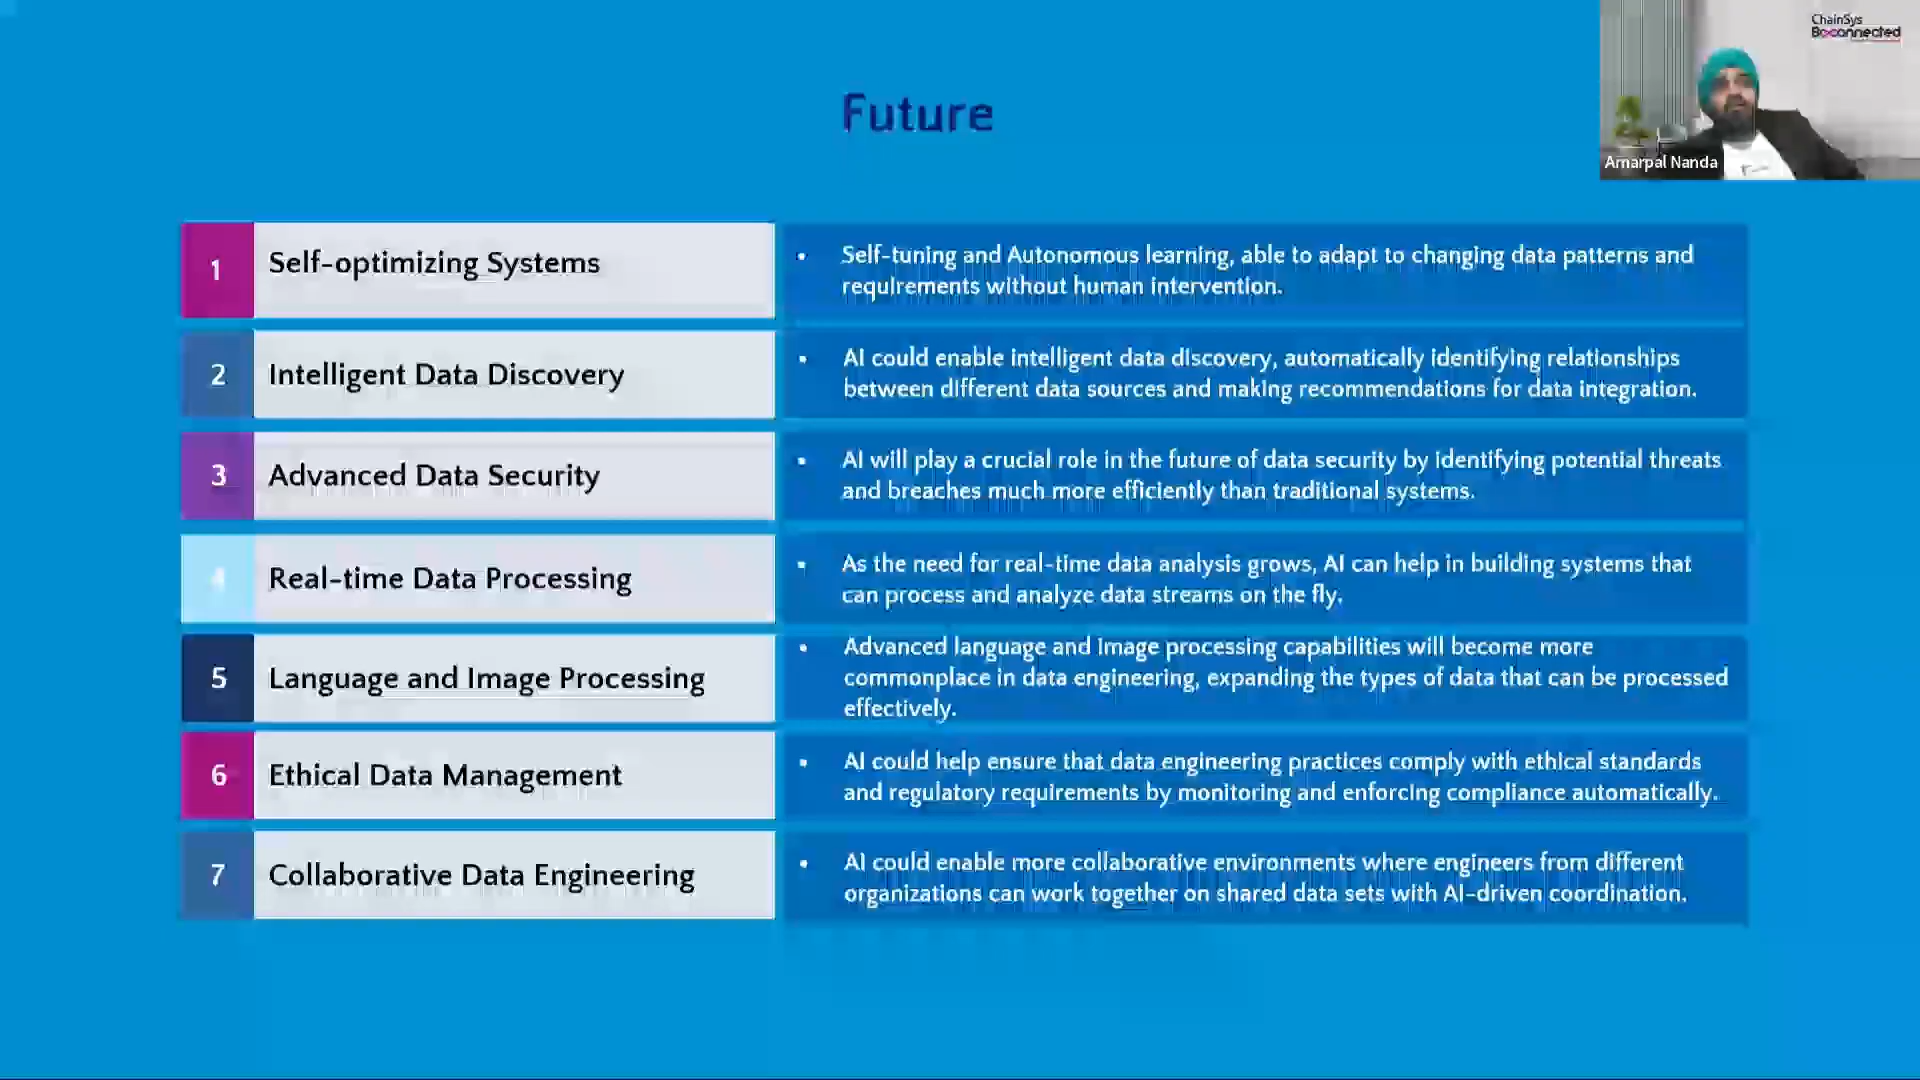 ChainSys
Beconnected
Amarpal Nanda
Future
1
Self-optimizing Systems
• Self-tuning and Autonomous learning, able to adapt to changing data patterns and
requirements without human intervention.
2
Intelligent Data Discovery
• AI could enable intelligent data discovery, automatically identifying relationships
between different data sources and making recommendations for data integration.
3
Advanced Data Security
• AI will play a crucial role in the future of data security by identifying potential threats
and breaches much more efficiently than traditional systems.
4
Real-time Data Processing
• As the need for real-time data analysis grows, AI can help in building systems that
can process and analyze data streams on the fly.
5
Language and Image Processing
• Advanced language and image processing capabilities will become more
commonplace in data engineering, expanding the types of data that can be processed
effectively.
6
Ethical Data Management
• AI could help ensure that data engineering practices comply with ethical standards
and regulatory requirements by monitoring and enforcing compliance automatically.
7
Collaborative Data Engineering
• AI could enable more collaborative environments where engineers from different
organizations can work together on shared data sets with AI-driven coordination.